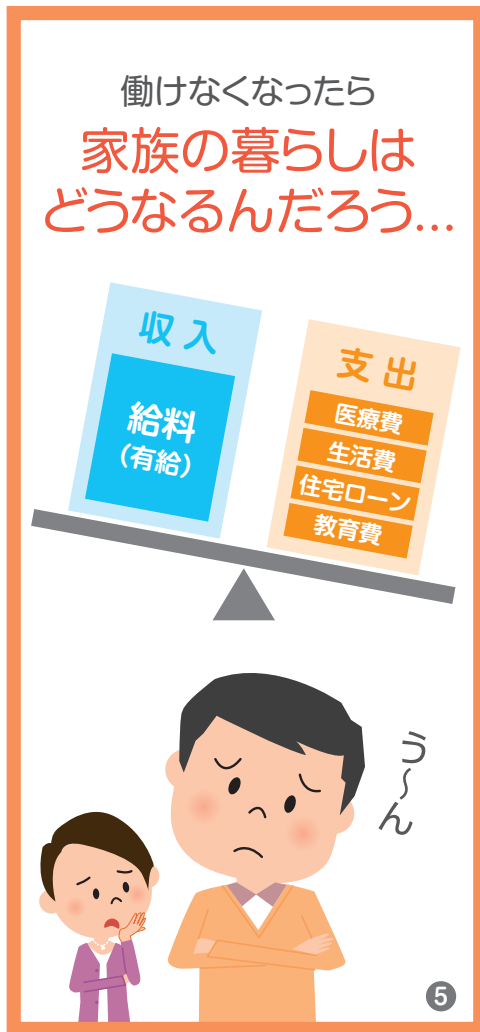 働けなくなったら
家族の暮らしは
どうなるんだろう...
収入
給料
(有給)
支出
医療費
生活費
住宅ローン
教育費
う〜ん
5